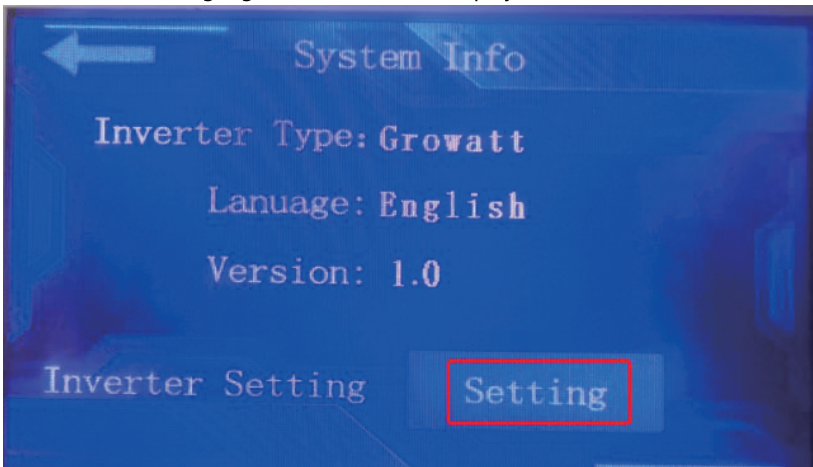 System Info
Inverter Type: Growatt
Lanuage: English
Version: 1.0
Inverter Setting Setting